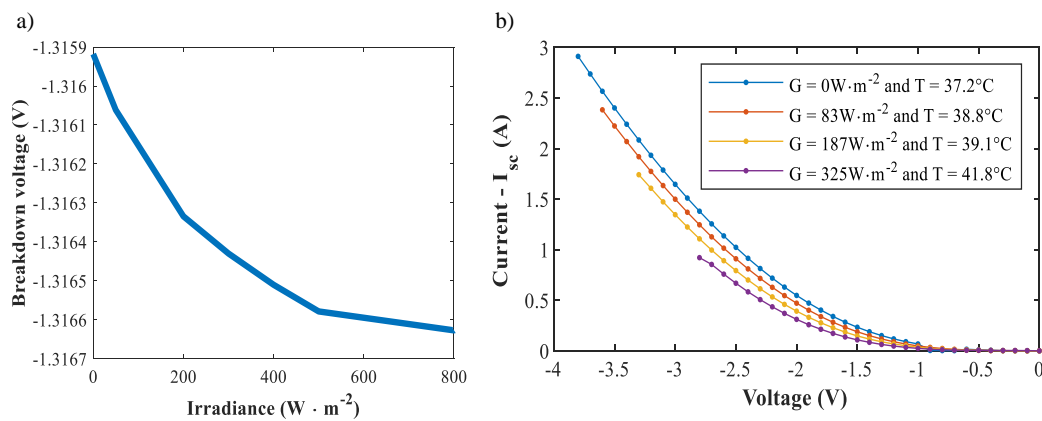 a)
Breakdown voltage (V)
-1.3159
-1.316
-1.3161
-1.3162
-1.3163
-1.3164
-1.3165
-1.3166
-1.3167
0 200 400 600 800
Irradiance (W · m-2)
b)
Current - Isc (A)
3
2.5
2
1.5
1
0.5
0
G = 0W·m-2 and T = 37.2°C
G = 83W·m-2 and T = 38.8°C
G = 187W·m-2 and T = 39.1°C
G = 325W·m-2 and T = 41.8°C
-4 -3.5 -3 -2.5 -2 -1.5 -1 -0.5 0
Voltage (V)